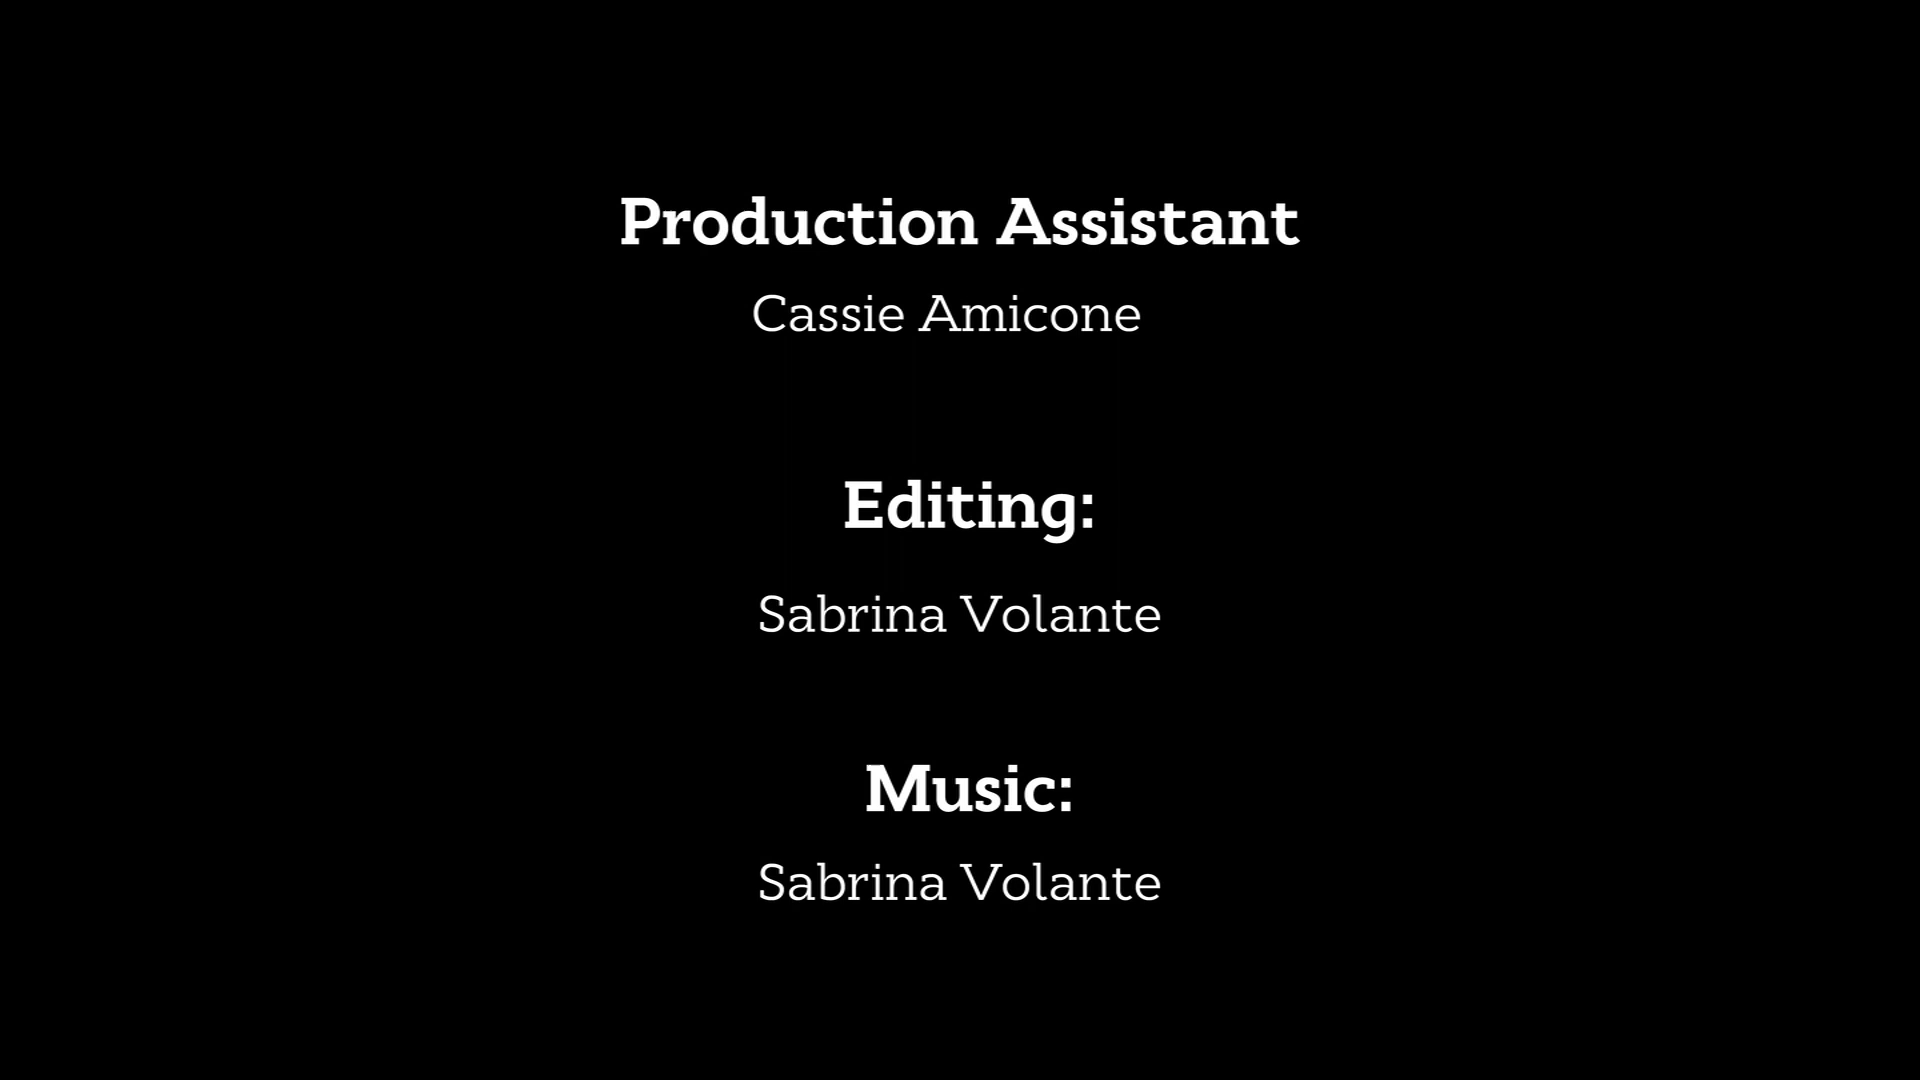 Production Assistant
Cassie Amicone
Editing:
Sabrina Volante
Music:
Sabrina Volante